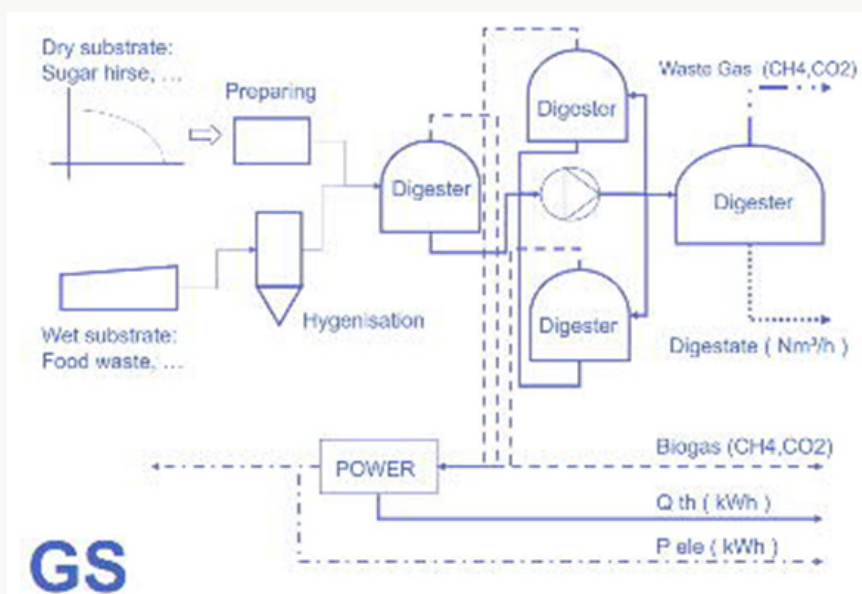 Dry substrate:
Sugar hirse, ...
Preparing
Digester
Digester
Waste Gas (CH4,CO2)
Digester
Hygenisation
Wet substrate:
Food waste, ...
Digester
Digestate ( Nm³/h )
POWER
Biogas (CH4,CO2)
Q th ( kWh )
P ele ( kWh )
GS